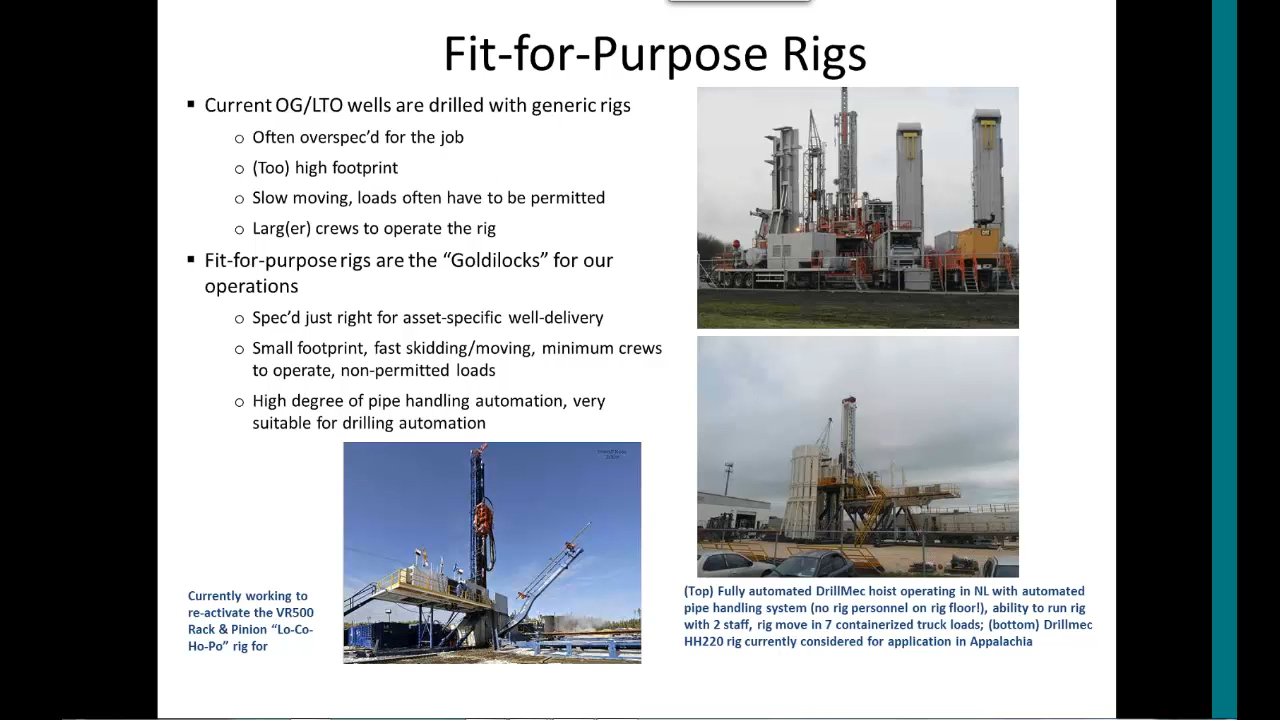 Fit-for-Purpose Rigs
▪ Current OG/LTO wells are drilled with generic rigs
o Often overspec'd for the job
o (Too) high footprint
o Slow moving, loads often have to be permitted
o Larg(er) crews to operate the rig
▪ Fit-for-purpose rigs are the “Goldilocks” for our
operations
o Spec'd just right for asset-specific well-delivery
o Small footprint, fast skidding/moving, minimum crews
to operate, non-permitted loads
o High degree of pipe handling automation, very
suitable for drilling automation
Currently working to
re-activate the VR500
Rack & Pinion “Lo-Co-
Ho-Po” rig for
(Top) Fully automated DrillMec hoist operating in NL with automated
pipe handling system (no rig personnel on rig floor!), ability to run rig
with 2 staff, rig move in 7 containerized truck loads; (bottom) Drillmec
HH220 rig currently considered for application in Appalachia